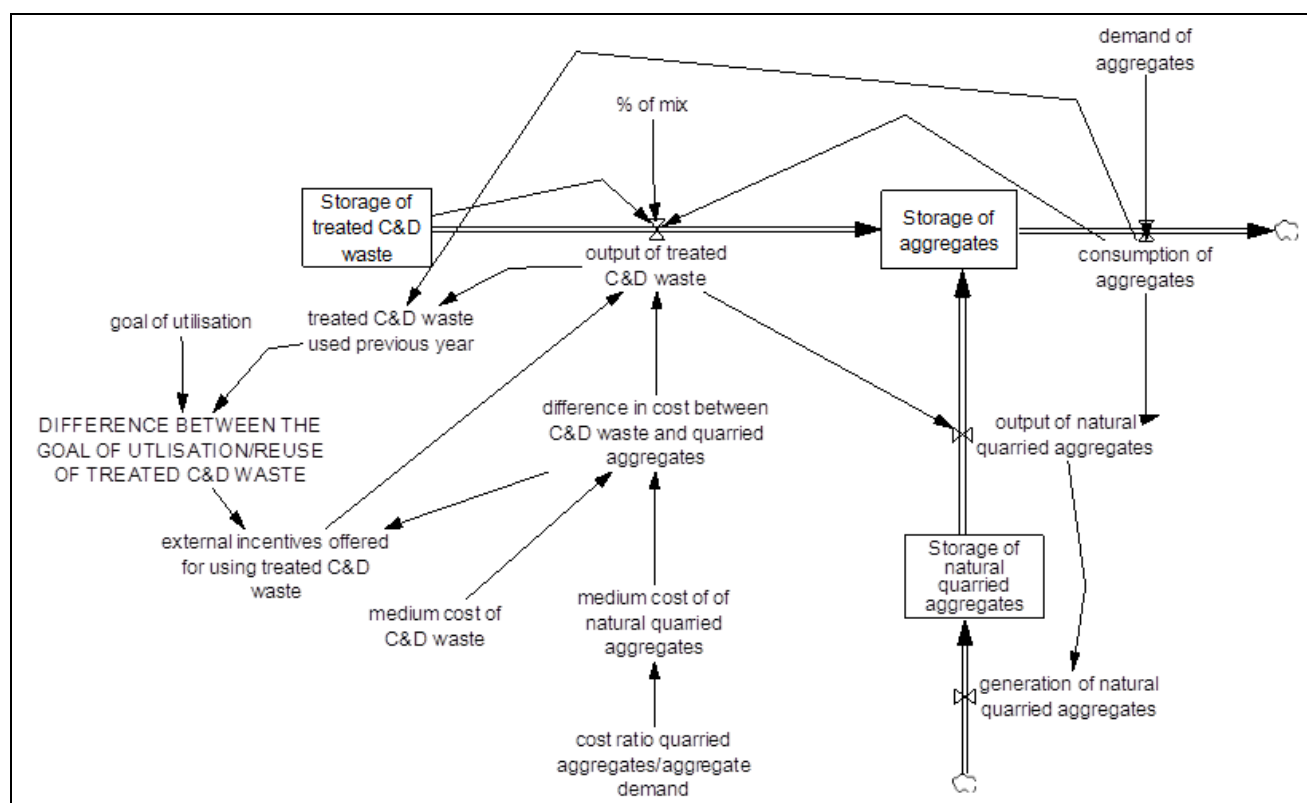 demand of
aggregates
% of mix
Storage of
treated C&D
waste
Storage of
aggregates
output of treated
C&D waste
consumption of
aggregates
goal of utilisation
treated C&D waste
used previous year
DIFFERENCE BETWEEN THE
GOAL OF UTLISATION/REUSE
OF TREATED C&D WASTE
difference in cost between
C&D waste and quarried
aggregates
output of natural
quarried aggregates
external incentives offered
for using treated C&D
waste
Storage of
natural
quarried
aggregates
medium cost of
C&D waste
medium cost of of
natural quarried
aggregates
generation of natural
quarried aggregates
cost ratio quarried
aggregates/aggregate
demand